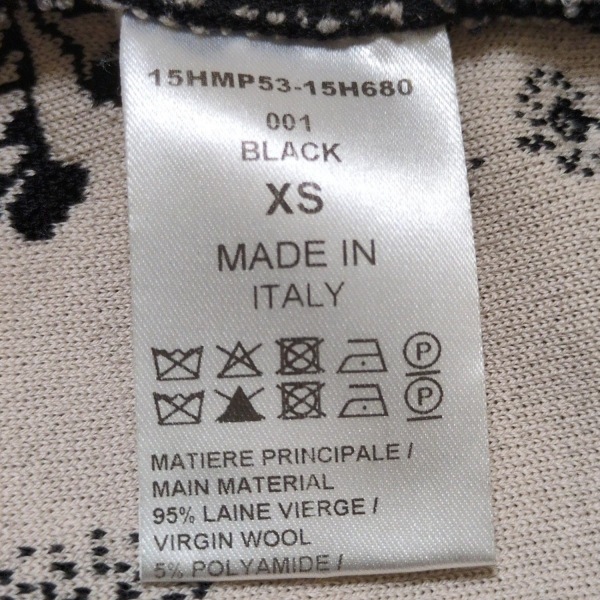 15HMP53-15H680
001
BLACK
XS
MADE IN
ITALY
P
P
MATIERE PRINCIPALE /
MAIN MATERIAL
95% LAINE VIERGE /
VIRGIN WOOL
5% POLYAMIDE /